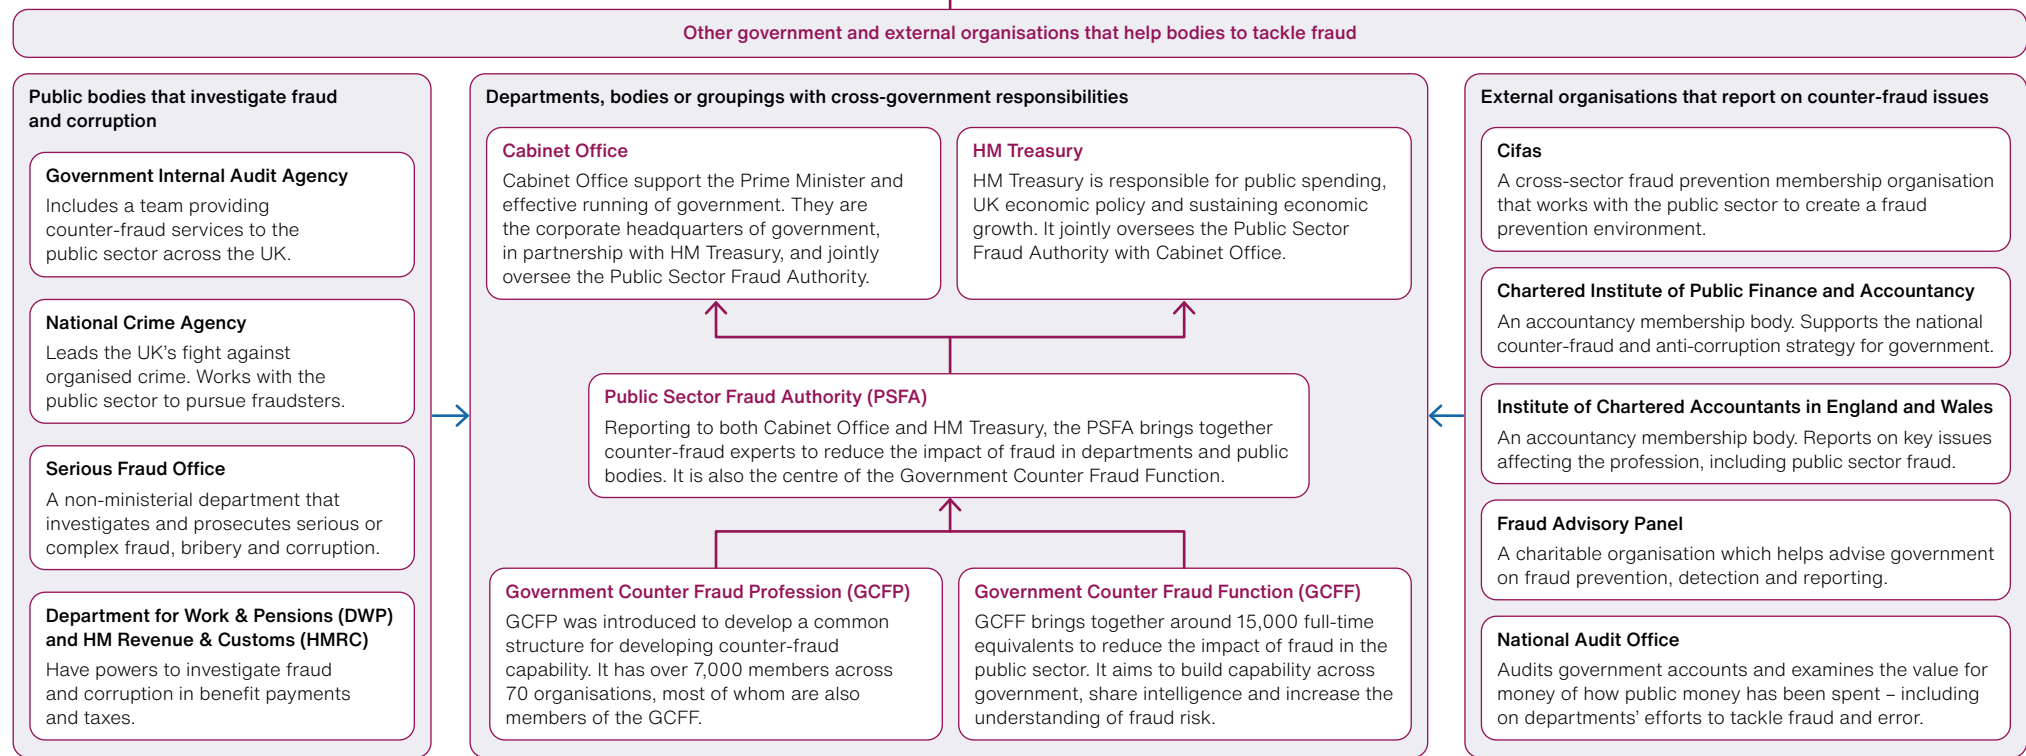 Other government and external organisations that help bodies to tackle fraud
Public bodies that investigate fraud
and corruption
Government Internal Audit Agency
Includes a team providing
counter-fraud services to the
public sector across the UK.
National Crime Agency
Leads the UK's fight against
organised crime. Works with the
public sector to pursue fraudsters.
Serious Fraud Office
A non-ministerial department that
investigates and prosecutes serious or
complex fraud, bribery and corruption.
Department for Work & Pensions (DWP)
and HM Revenue & Customs (HMRC)
Have powers to investigate fraud
and corruption in benefit payments
and taxes.
Departments, bodies or groupings with cross-government responsibilities
Cabinet Office
Cabinet Office support the Prime Minister and
effective running of government. They are
the corporate headquarters of government,
in partnership with HM Treasury, and jointly
oversee the Public Sector Fraud Authority.
HM Treasury
HM Treasury is responsible for public spending,
UK economic policy and sustaining economic
growth. It jointly oversees the Public Sector
Fraud Authority with Cabinet Office.
Public Sector Fraud Authority (PSFA)
Reporting to both Cabinet Office and HM Treasury, the PSFA brings together
counter-fraud experts to reduce the impact of fraud in departments and public
bodies. It is also the centre of the Government Counter Fraud Function.
Government Counter Fraud Profession (GCFP)
GCFP was introduced to develop a common
structure for developing counter-fraud
capability. It has over 7,000 members across
70 organisations, most of whom are also
members of the GCFF.
Government Counter Fraud Function (GCFF)
GCFF brings together around 15,000 full-time
equivalents to reduce the impact of fraud in the
public sector. It aims to build capability across
government, share intelligence and increase the
understanding of fraud risk.
External organisations that report on counter-fraud issues
Cifas
A cross-sector fraud prevention membership organisation
that works with the public sector to create a fraud
prevention environment.
Chartered Institute of Public Finance and Accountancy
An accountancy membership body. Supports the national
counter-fraud and anti-corruption strategy for government.
Institute of Chartered Accountants in England and Wales
An accountancy membership body. Reports on key issues
affecting the profession, including public sector fraud.
Fraud Advisory Panel
A charitable organisation which helps advise government
on fraud prevention, detection and reporting.
National Audit Office
Audits government accounts and examines the value for
money of how public money has been spent – including
on departments' efforts to tackle fraud and error.